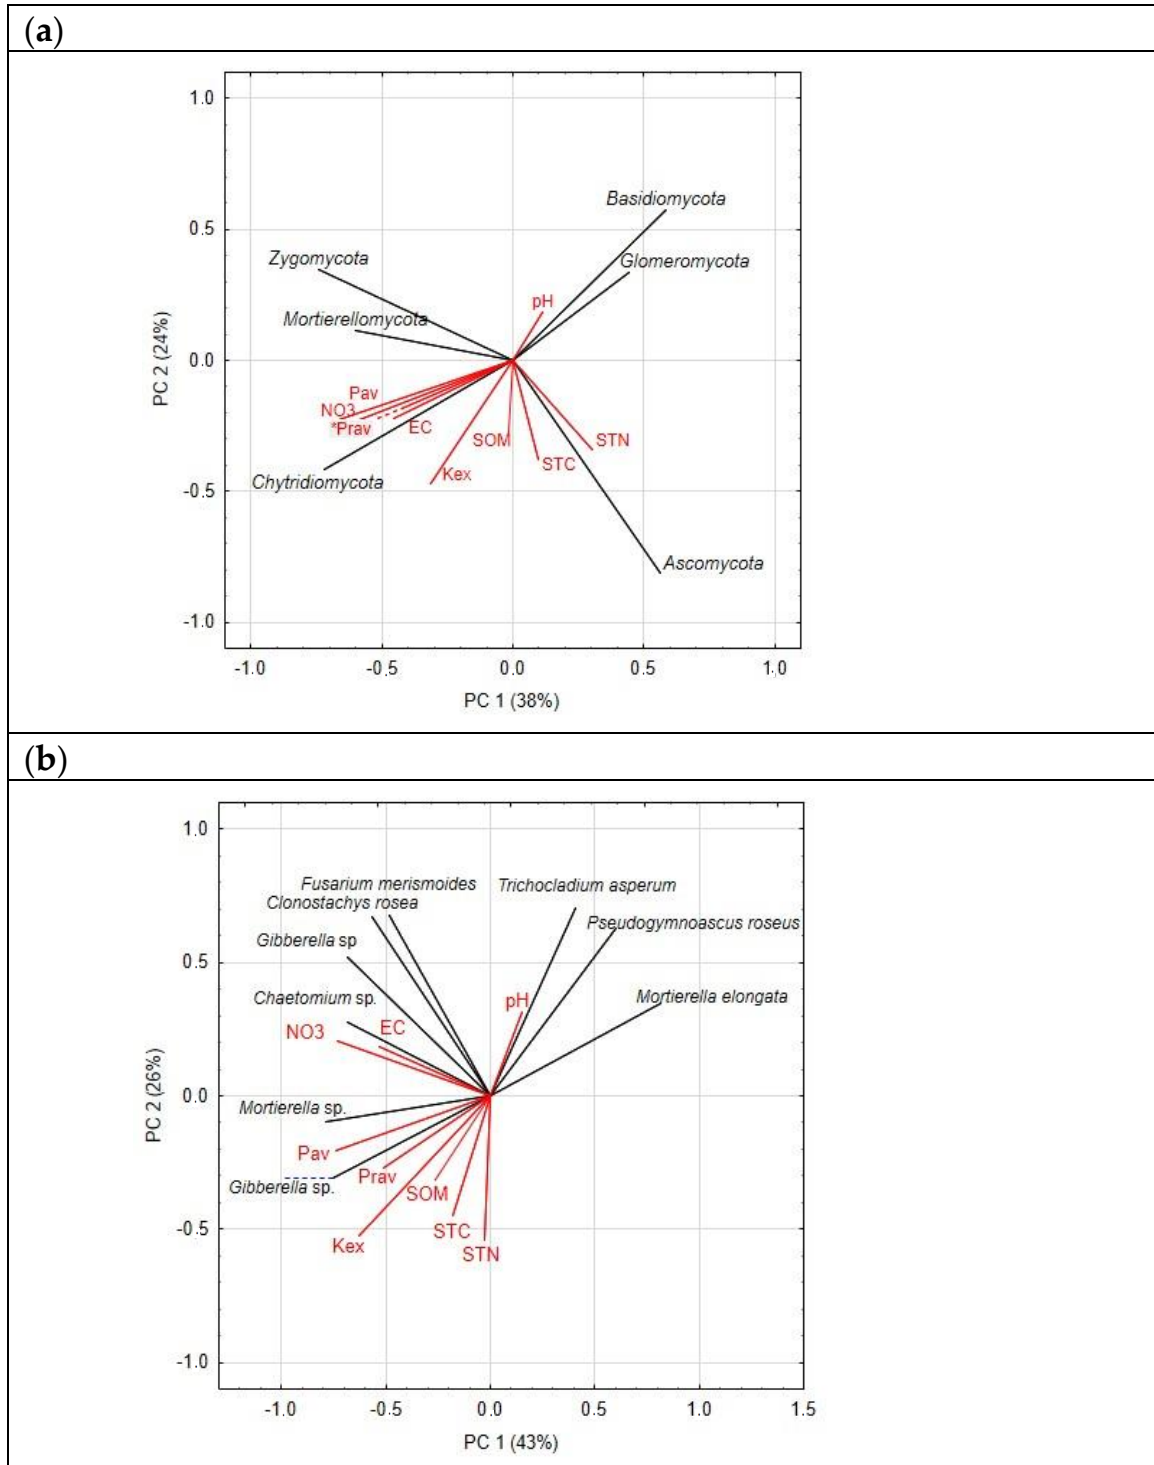 (a)
1.0
Basidiomycota
0.5
Zygomycota
Glomeromycota
pH
Mortierellomycota
PC 2 (24%)
0.0
Pav
NO3
*Prav
EC
SOM
STN
STC
Kex
Chytridiomycota
-0.5
Ascomycota
-1.0
-1.0 -0.5 0.0 0.5 1.0
PC 1 (38%)
(b)
1.0
Fusarium merismoides
Trichocladium asperum
Clonostachys rosea
Pseudogymnoascus roseus
Gibberella sp
0.5
Chaetomium sp.
Mortierella elongata
pH
NO3
EC
PC 2 (26%)
0.0
Mortierella sp.
Pav
Prav
Gibberella sp.
SOM
-0.5
STC
Kex
STN
-1.0
-1.0 -0.5 0.0 0.5 1.0 1.5
PC 1 (43%)